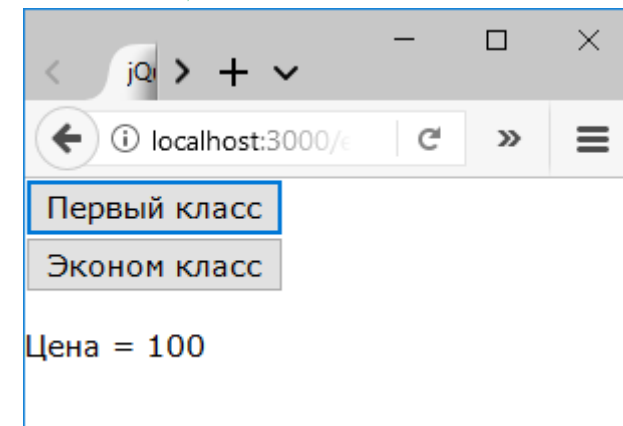 jQ
localhost:3000/e
Первый класс
Эконом класс
Цена = 100